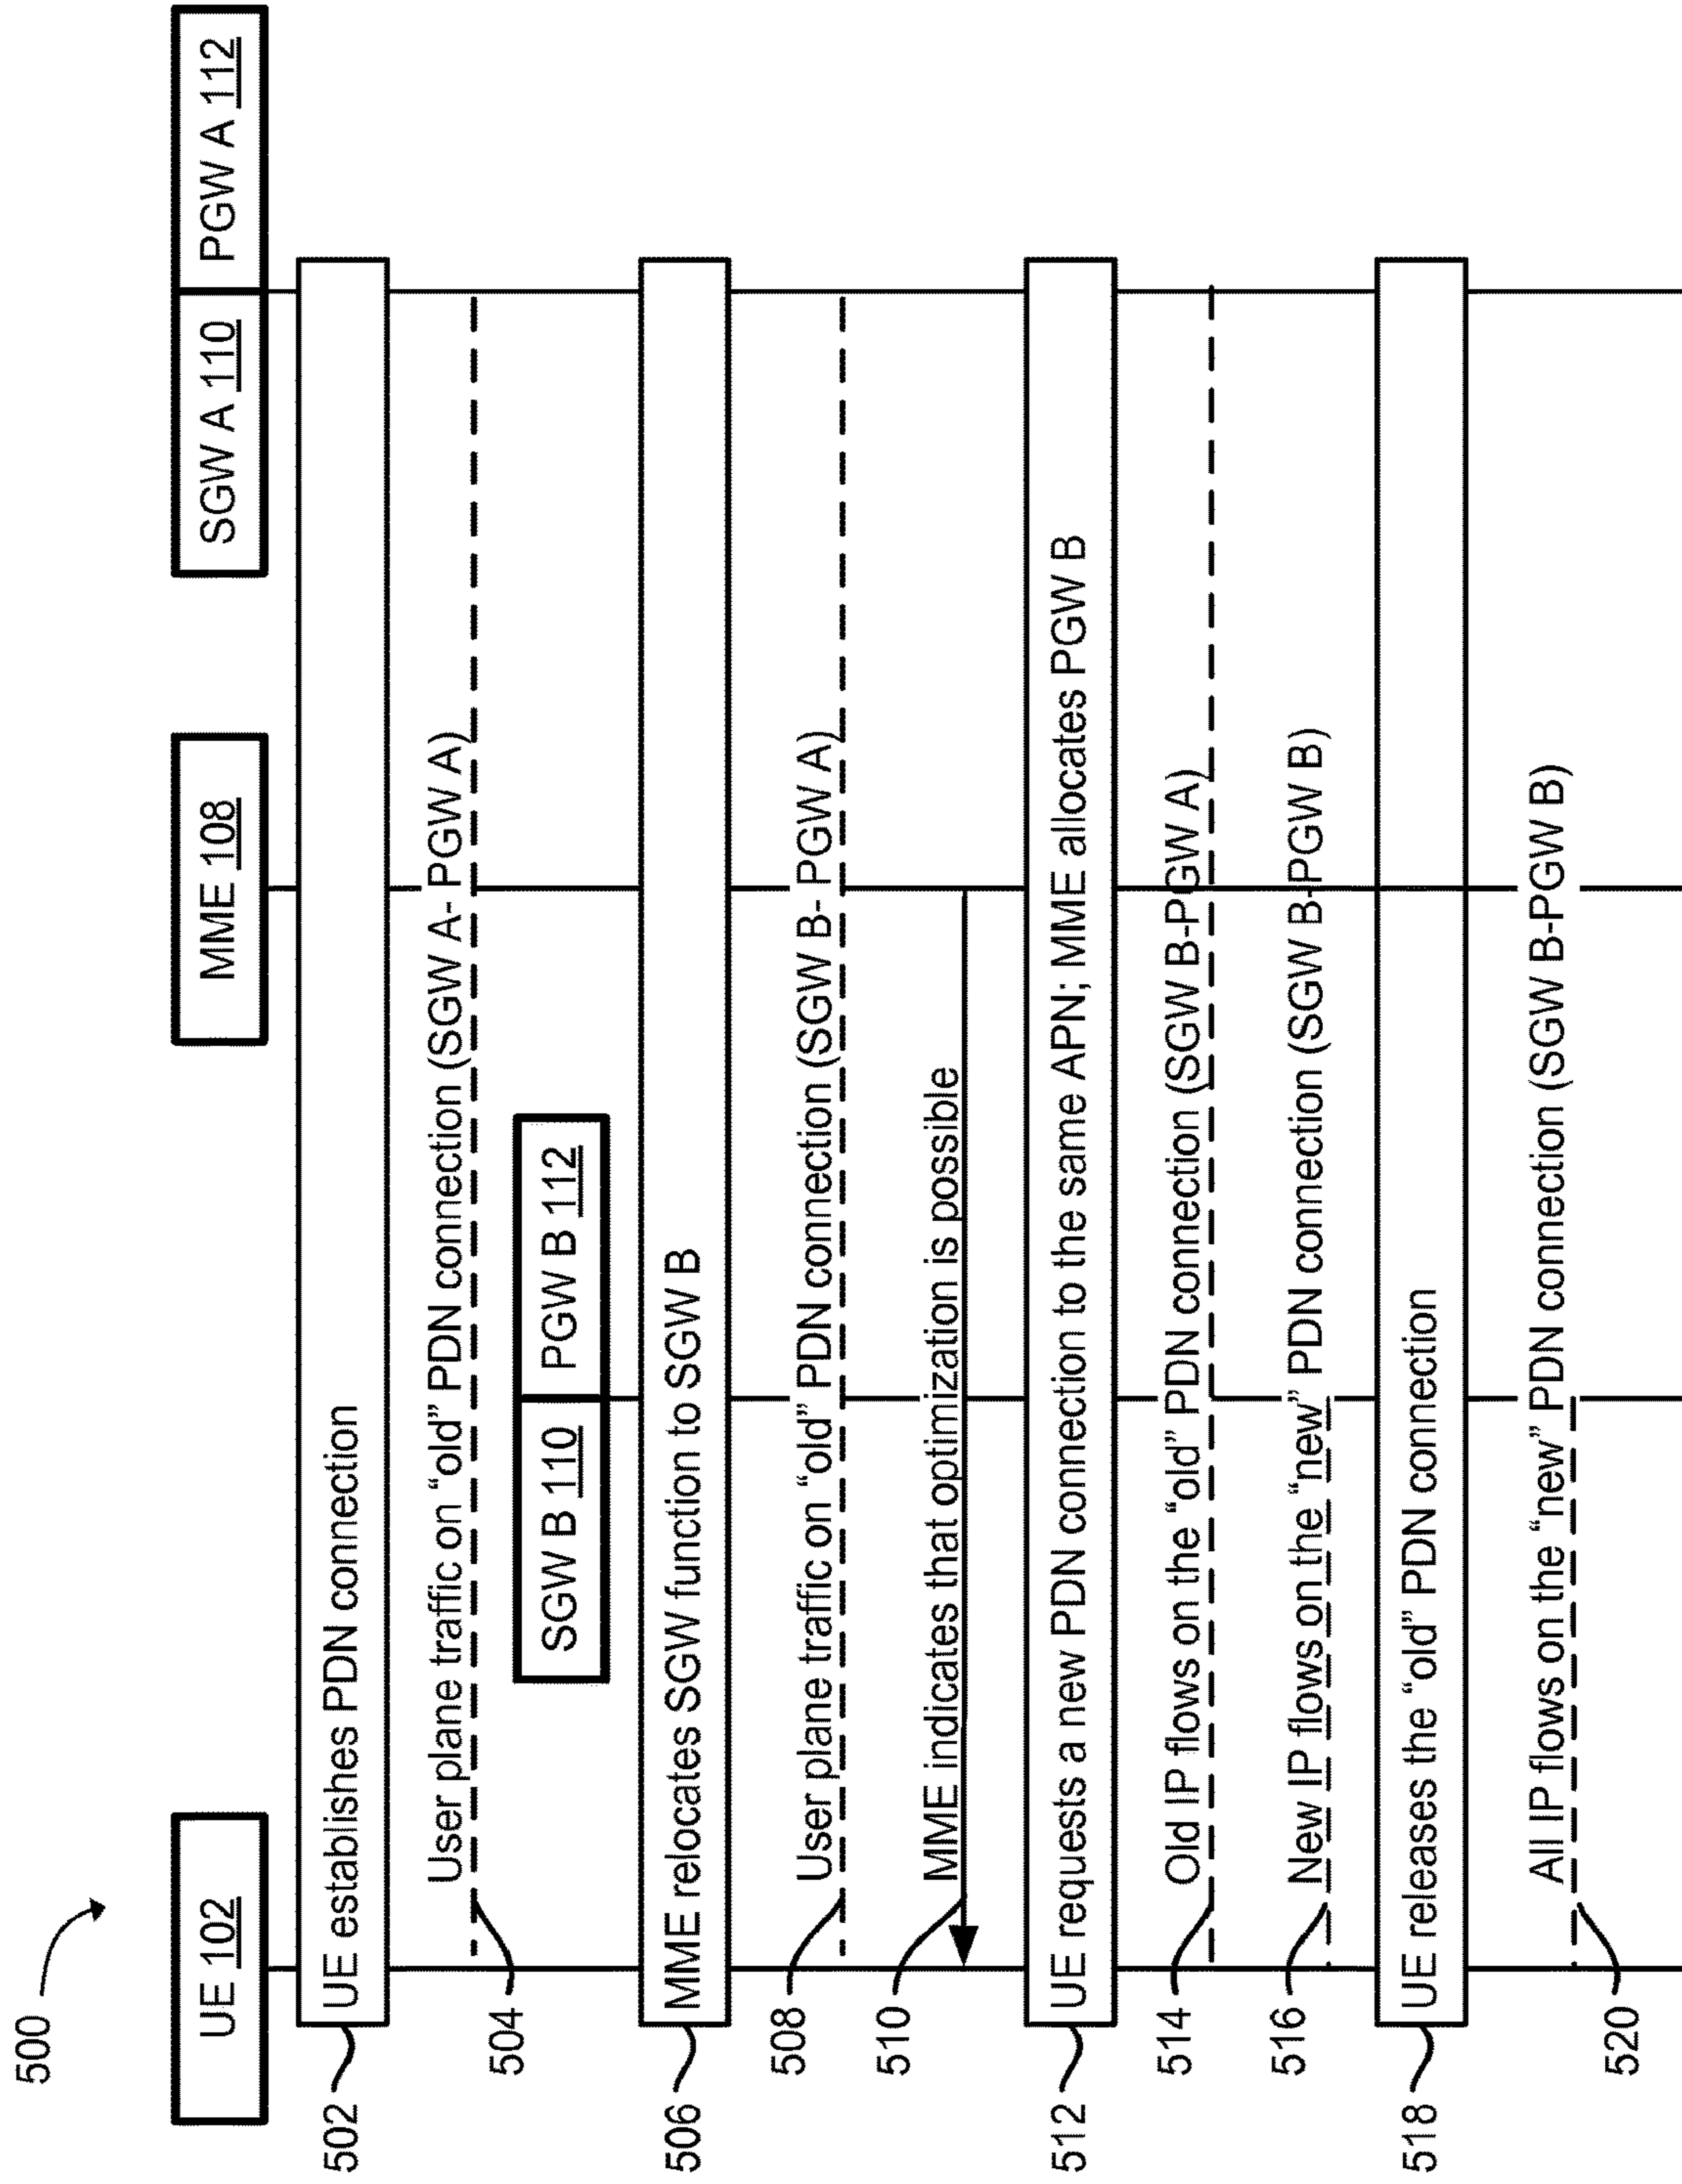 500
UE 102
MME 108
SGW A 110
PGW A 112
502
UE establishes PDN connection
User plane traffic on “old” PDN connection (SGW A- PGW A)
504
SGW B 110
PGW B 112
506
MME relocates SGW function to SGW B
User plane traffic on “old” PDN connection (SGW B- PGW A)
508
MME indicates that optimization is possible
510
512
UE requests a new PDN connection to the same APN; MME allocates PGW B
Old IP flows on the “old” PDN connection (SGW B-PGW A)
514
New IP flows on the “new” PDN connection (SGW B-PGW B)
516
518
UE releases the “old” PDN connection
All IP flows on the “new” PDN connection (SGW B-PGW B)
520